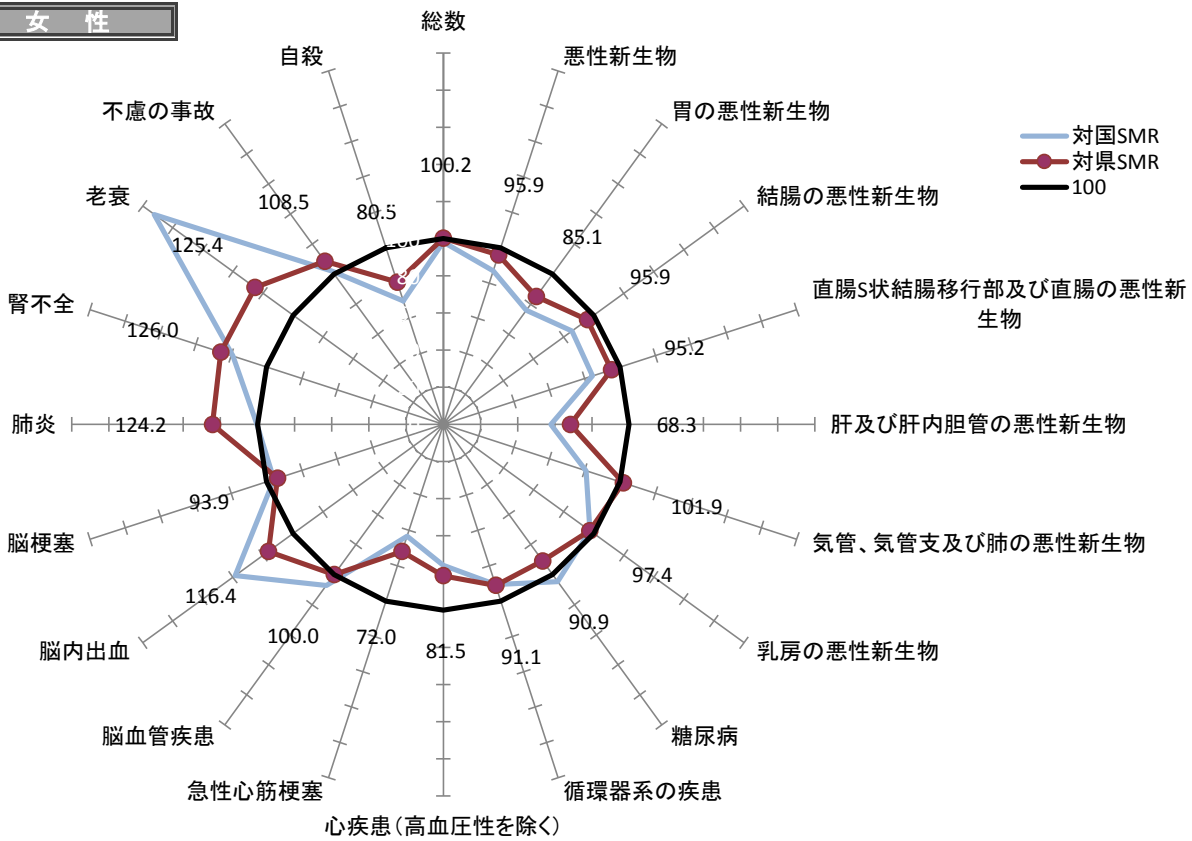 女 性
総数
自殺
悪性新生物
不慮の事故
胃の悪性新生物
対国SMR
対県SMR
100
100.2
95.9
老衰
108.5
80.5
85.1
結腸の悪性新生物
125.4
100
80
95.9
直腸S状結腸移行部及び直腸の悪性新
生物
腎不全
126.0
95.2
肺炎
124.2
68.3
肝及び肝内胆管の悪性新生物
脳梗塞
93.9
101.9
気管、気管支及び肺の悪性新生物
116.4
97.4
脳内出血
100.0
72.0
81.5
91.1
90.9
乳房の悪性新生物
脳血管疾患
糖尿病
急性心筋梗塞
循環器系の疾患
心疾患(高血圧性を除く)